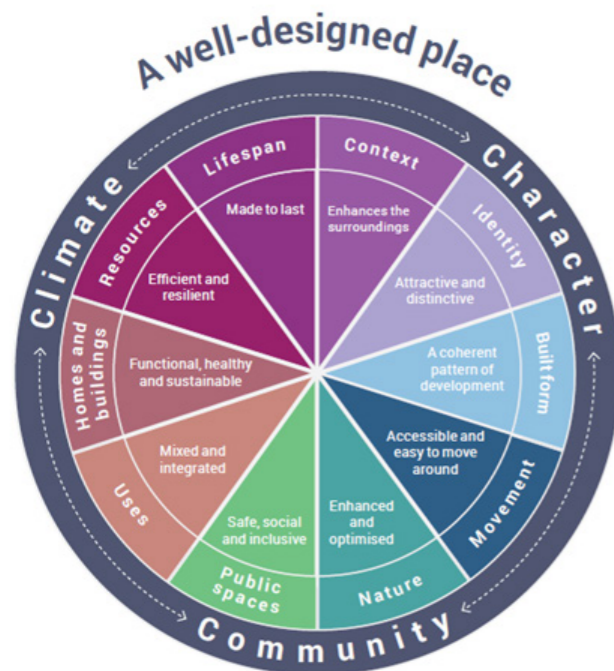 A well-designed place
Climate
Character
Community
Context
Enhances the
surroundings
Identity
Attractive and
distinctive
Built form
A coherent
pattern of
development
Movement
Accessible and
easy to move
around
Nature
Enhanced
and
optimised
Public
spaces
Safe, social
and inclusive
Uses
Mixed and
integrated
Homes and
buildings
Functional, healthy
and sustainable
Resources
Efficient and
resilient
Lifespan
Made to last